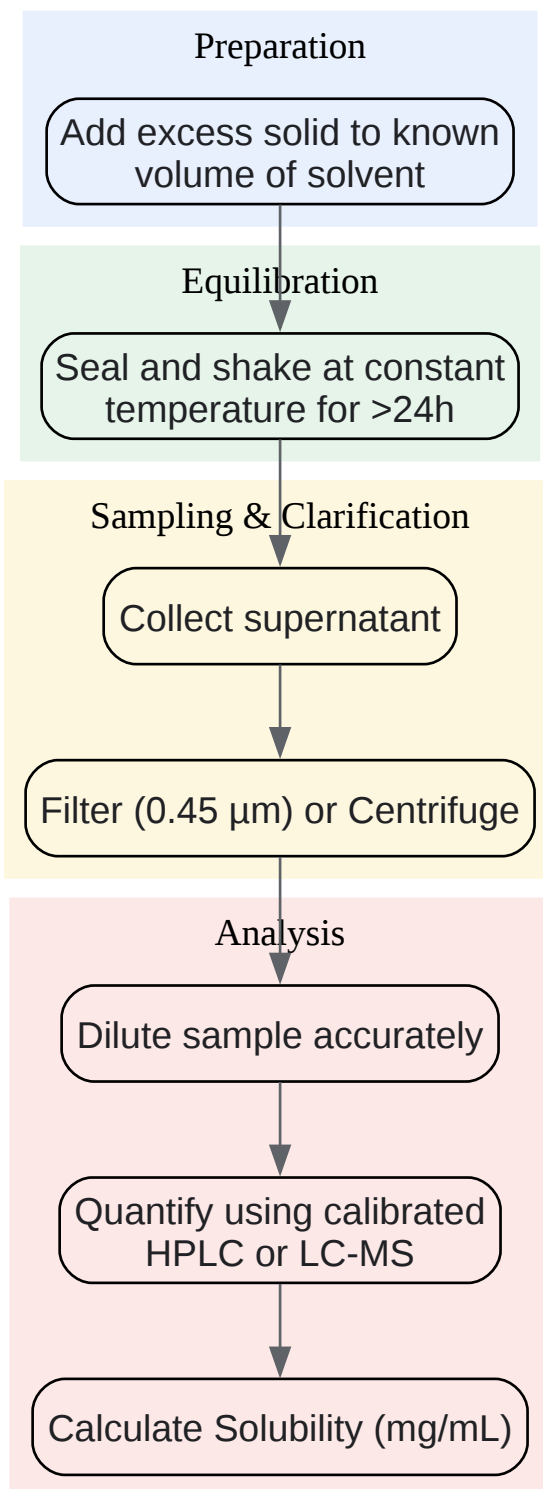 Preparation
Add excess solid to known
volume of solvent
Equilibration
Seal and shake at constant
temperature for >24h
Sampling & Clarification
Collect supernatant
Filter (0.45 µm) or Centrifuge
Analysis
Dilute sample accurately
Quantify using calibrated
HPLC or LC-MS
Calculate Solubility (mg/mL)